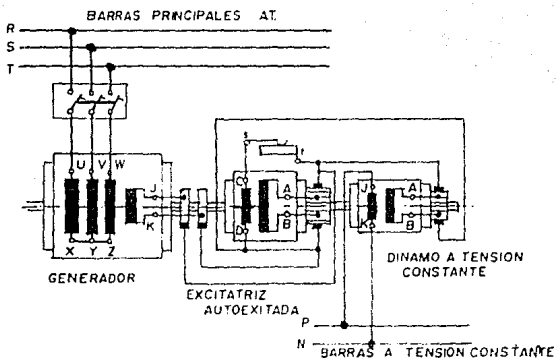 BARRAS PRINCIPALES AT.
R
S
T
U V W
J
K
X Y Z
GENERADOR
s
t
C
D
A
B
EXCITATRIZ
AUTOEXITADA
J
K
A
B
DINAMO A TENSION
CONSTANTE
P
N
BARRAS A TENSION CONSTANTE